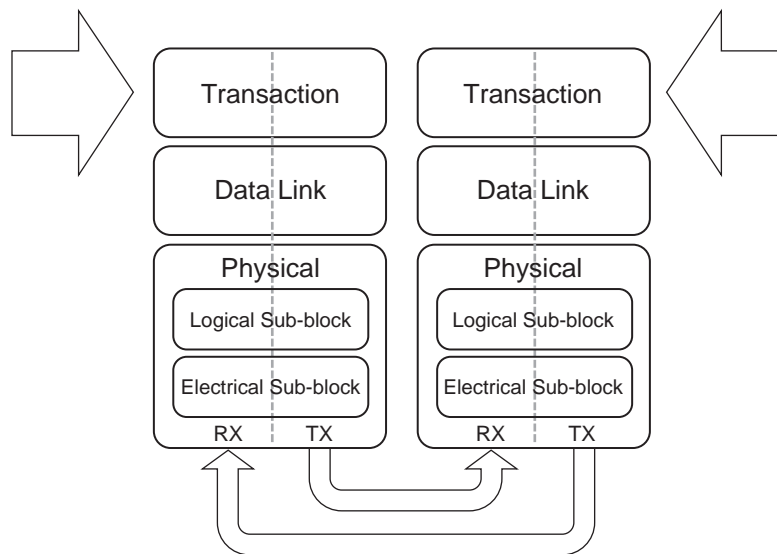 Transaction
Transaction
Data Link
Data Link
Physical
Physical
Logical Sub-block
Logical Sub-block
Electrical Sub-block
Electrical Sub-block
RX TX
RX TX